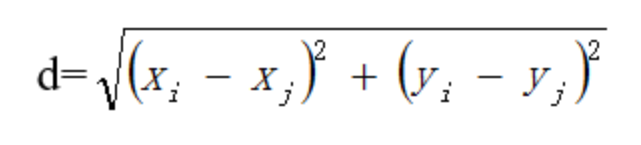 d=√(x_i − x_j)² + (y_i − y_j)²